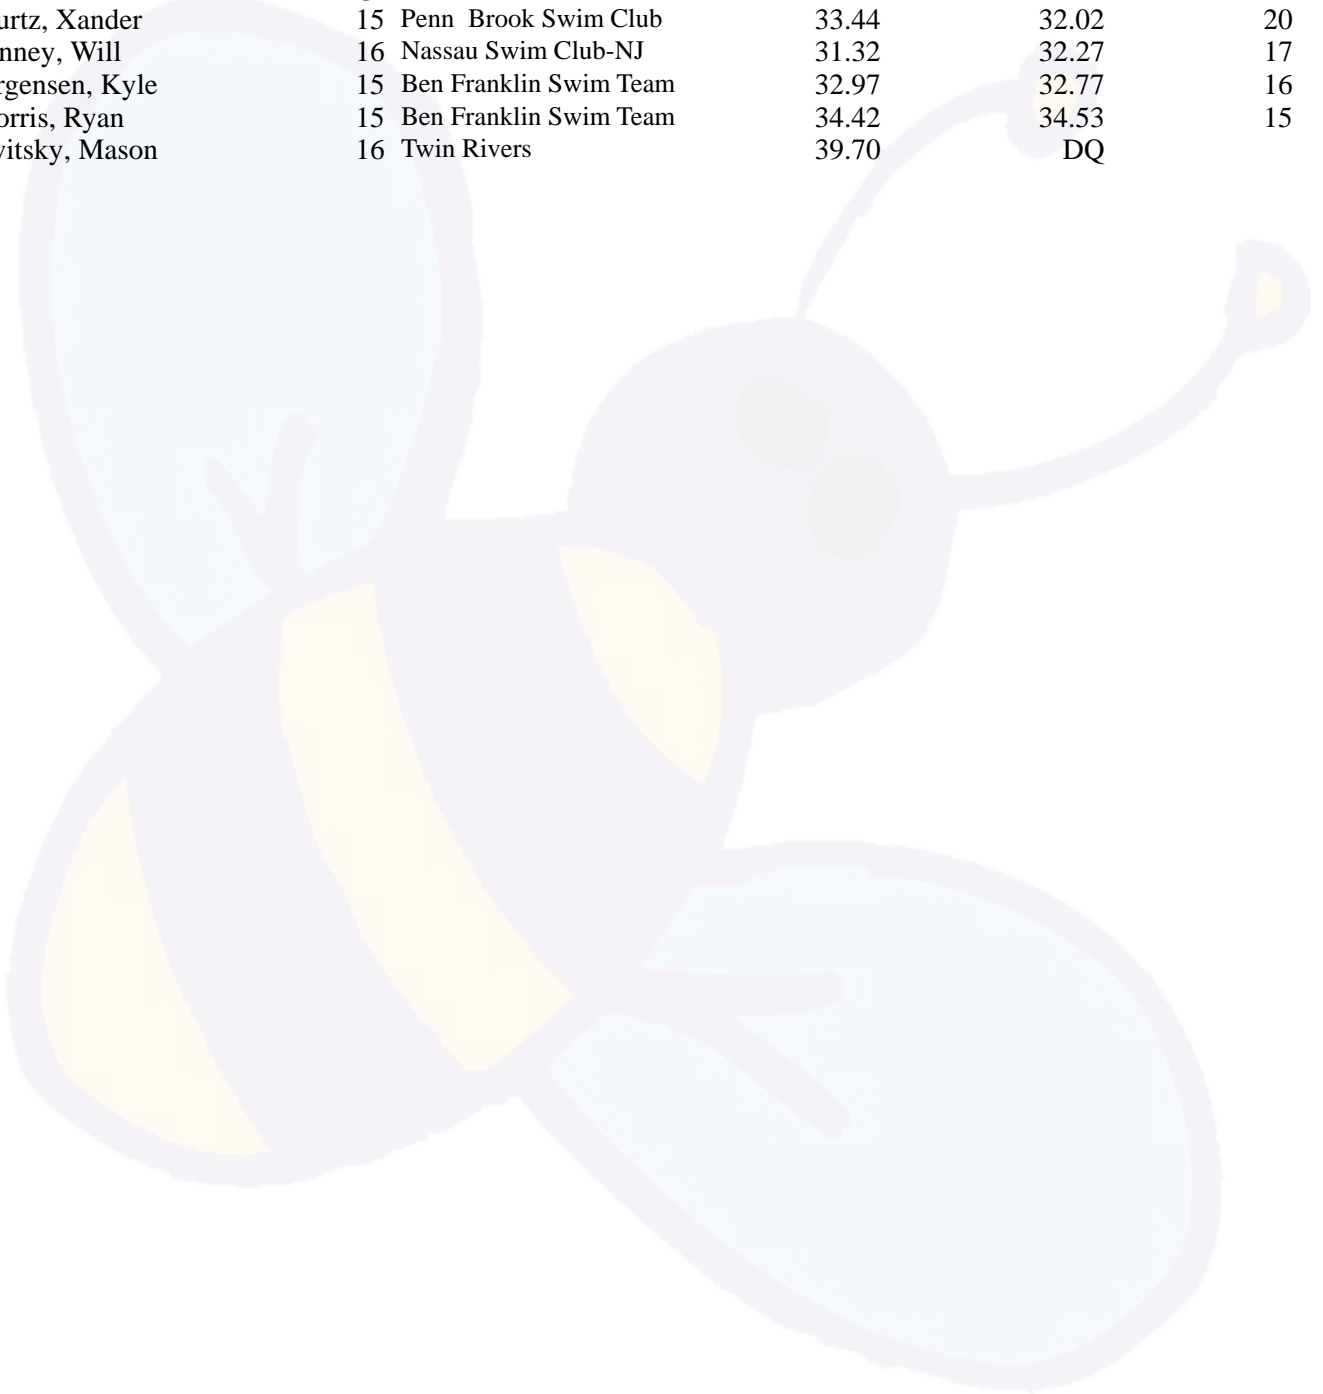 urtz, Xander 15 Penn Brook Swim Club 33.44 32.02 20
nney, Will 16 Nassau Swim Club-NJ 31.32 32.27 17
rgensen, Kyle 15 Ben Franklin Swim Team 32.97 32.77 16
orris, Ryan 15 Ben Franklin Swim Team 34.42 34.53 15
vitsky, Mason 16 Twin Rivers 39.70 DQ